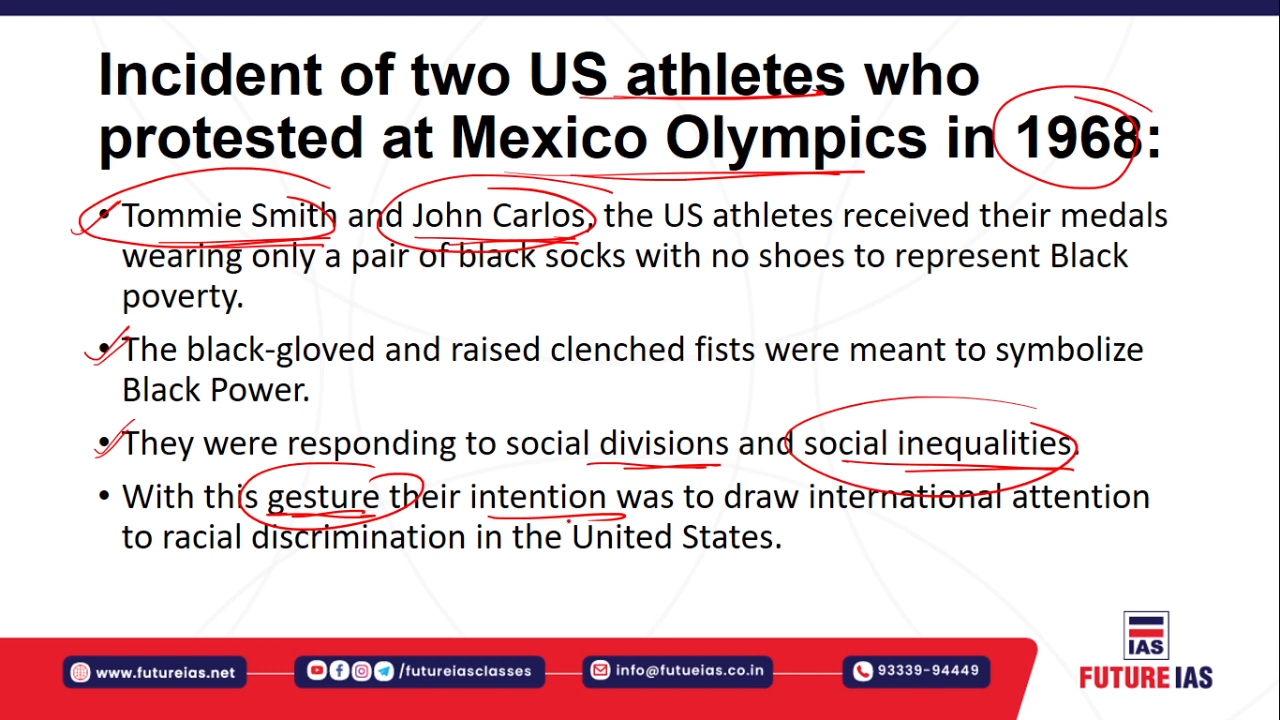 Incident of two US athletes who
protested at Mexico Olympics in 1968:
• Tommie Smith and John Carlos, the US athletes received their medals
wearing only a pair of black socks with no shoes to represent Black
poverty.
• The black-gloved and raised clenched fists were meant to symbolize
Black Power.
• They were responding to social divisions and social inequalities.
• With this gesture their intention was to draw international attention
to racial discrimination in the United States.
IAS
FUTURE IAS
www.futureias.net
/futureiasclasses
info@futueias.co.in
93339-94449